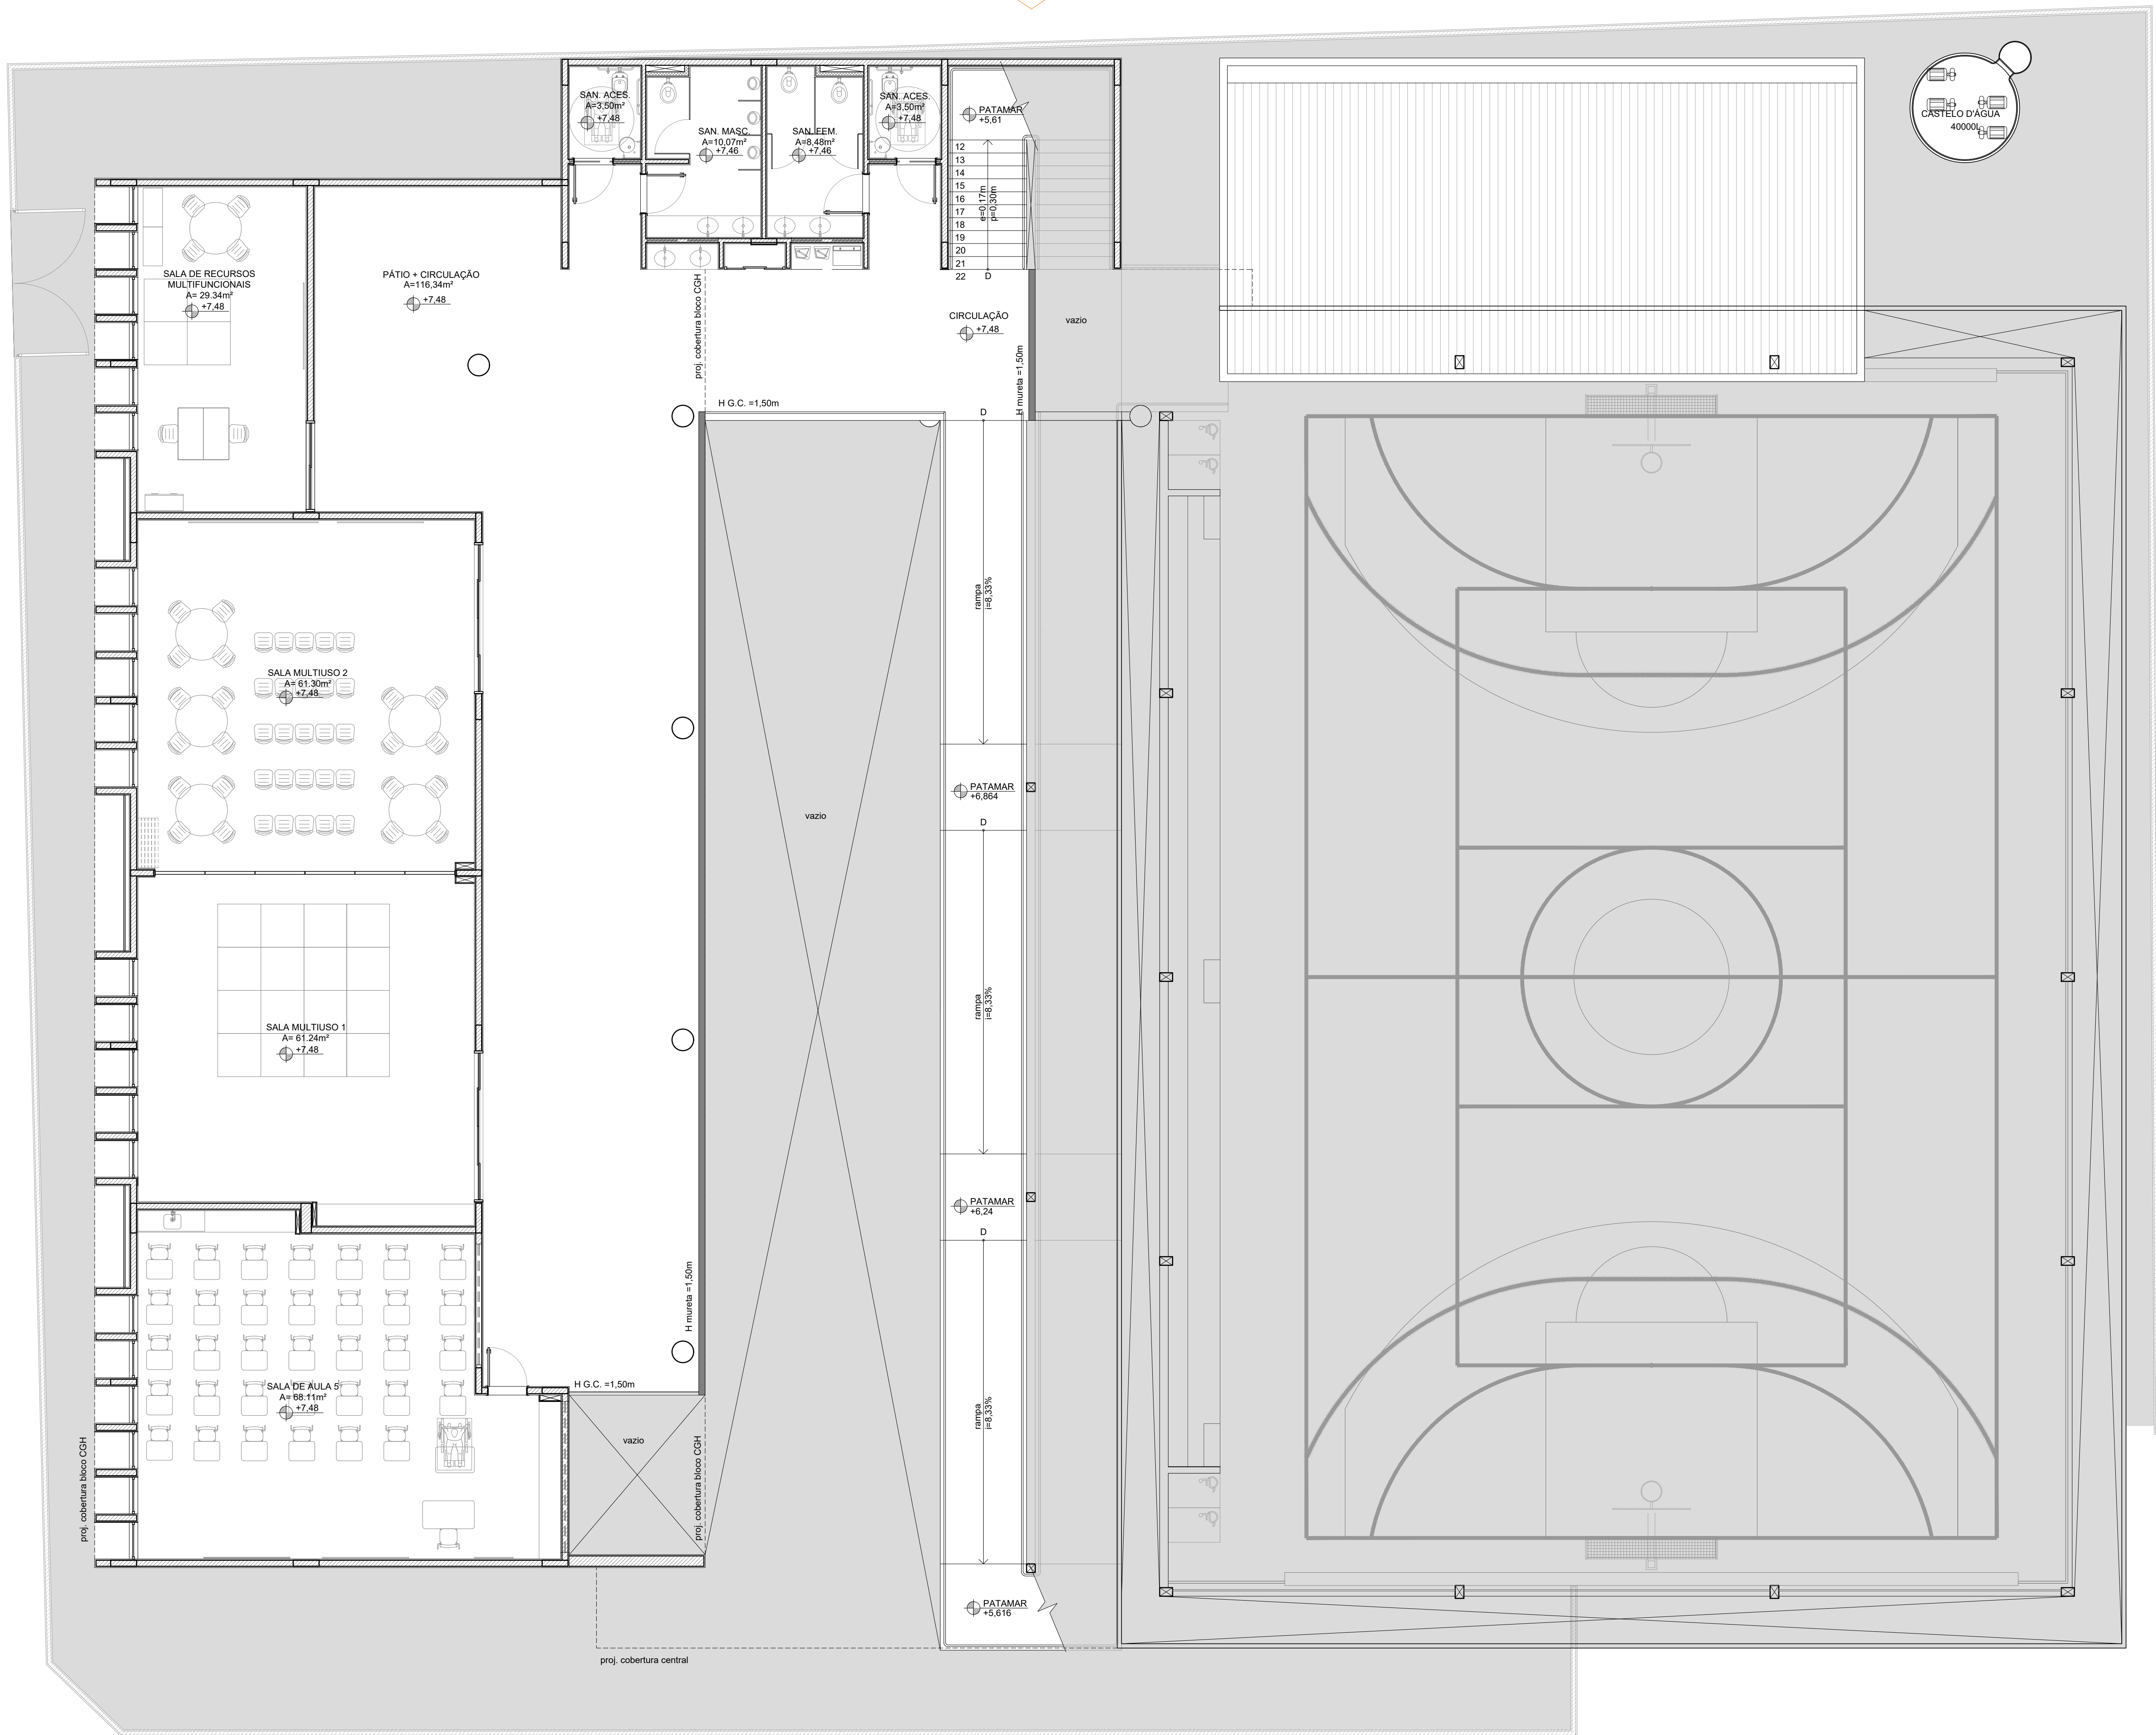 SAN. ACES.
A=3,50m²
+7,48
SAN. MASC.
A=10,07m²
+7,46
SAN. FEM.
A=8,48m²
+7,46
SAN. ACES.
A=3,50m²
+7,48
PATAMAR
+5,61
12
13
14
15
16
17
18
19
20
21
22
D
e=0,17m
p=0,30m
CASTELO D'ÁGUA
40000L
SALA DE RECURSOS
MULTIFUNCIONAIS
A= 29.34m²
+7,48
PÁTIO + CIRCULAÇÃO
A=116,34m²
+7,48
proj. cobertura bloco CGH
CIRCULAÇÃO
+7,48
vazio
H mureta =1,50m
H G.C. =1,50m
D
rampa
i=8,33%
SALA MULTIUSO 2
A= 61.30m²
+7,48
PATAMAR
+6,864
vazio
D
rampa
i=8,33%
SALA MULTIUSO 1
A= 61.24m²
+7,48
PATAMAR
+6,24
D
H mureta =1,50m
rampa
i=8,33%
SALA DE AULA 5
A= 68.11m²
+7,48
H G.C. =1,50m
vazio
proj. cobertura bloco CGH
proj. cobertura bloco CGH
PATAMAR
+5,616
proj. cobertura central